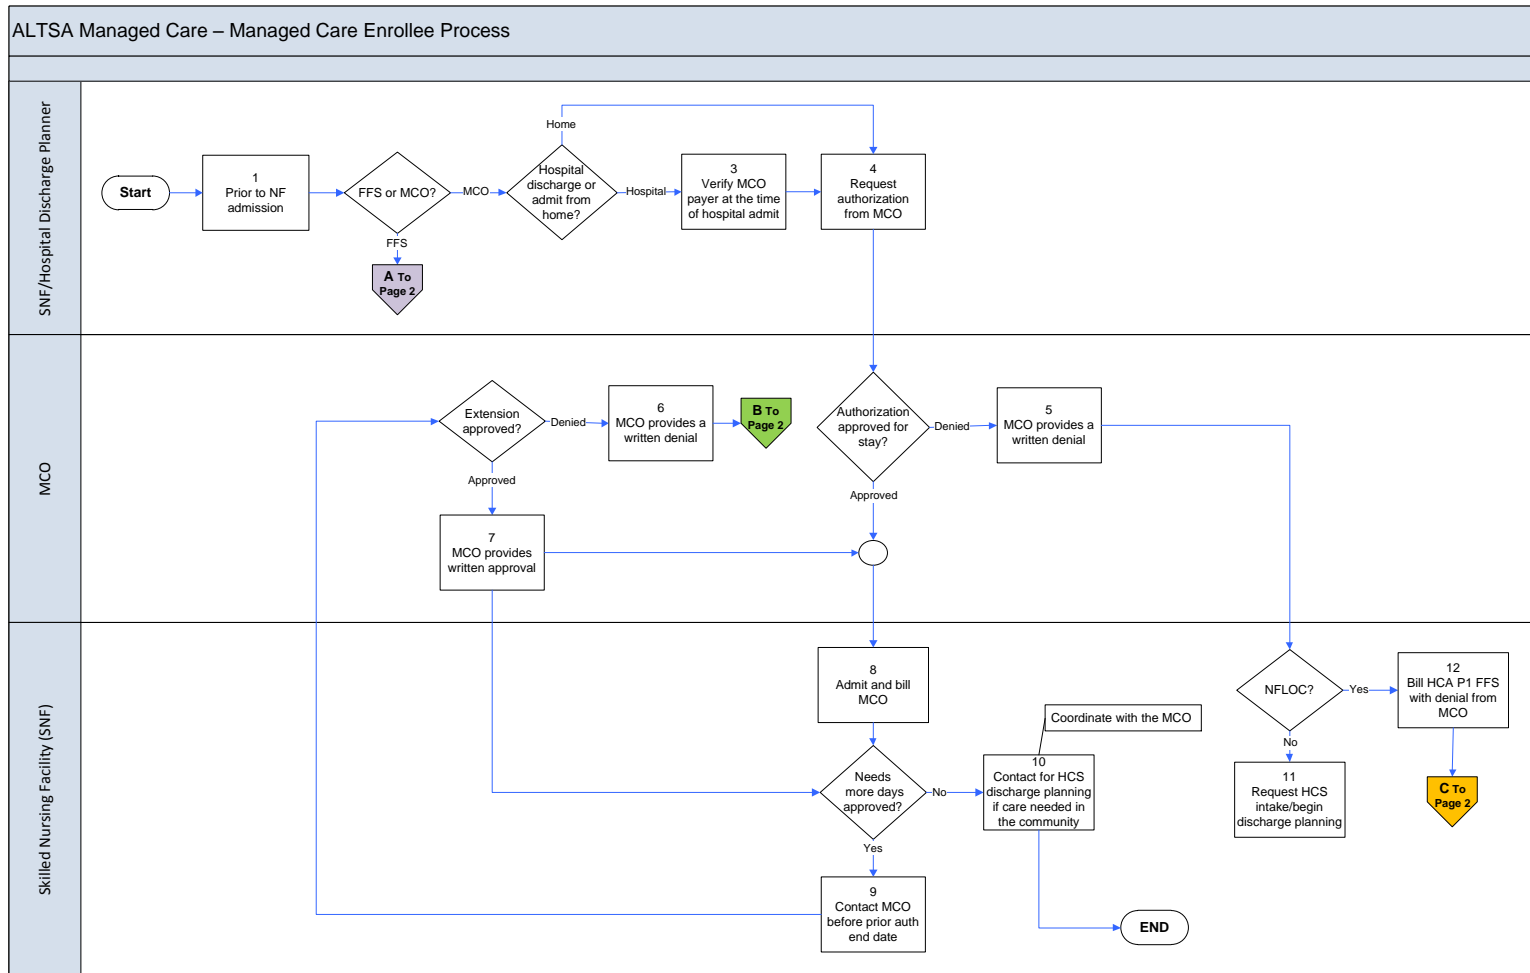 ALTSA Managed Care – Managed Care Enrollee Process
SNF/Hospital Discharge Planner
Start
1
Prior to NF
admission
FFS or MCO?
MCO
FFS
A To
Page 2
Home
Hospital
discharge or
admit from
home?
Hospital
3
Verify MCO
payer at the time
of hospital admit
4
Request
authorization
from MCO
MCO
Extension
approved?
Denied
Approved
6
MCO provides a
written denial
B To
Page 2
7
MCO provides
written approval
Authorization
approved for
stay?
Denied
Approved
5
MCO provides a
written denial
Skilled Nursing Facility (SNF)
8
Admit and bill
MCO
Needs
more days
approved?
No
Yes
9
Contact MCO
before prior auth
end date
Coordinate with the MCO
10
Contact for HCS
discharge planning
if care needed in
the community
END
NFLOC?
Yes
No
11
Request HCS
intake/begin
discharge planning
12
Bill HCA P1 FFS
with denial from
MCO
C To
Page 2